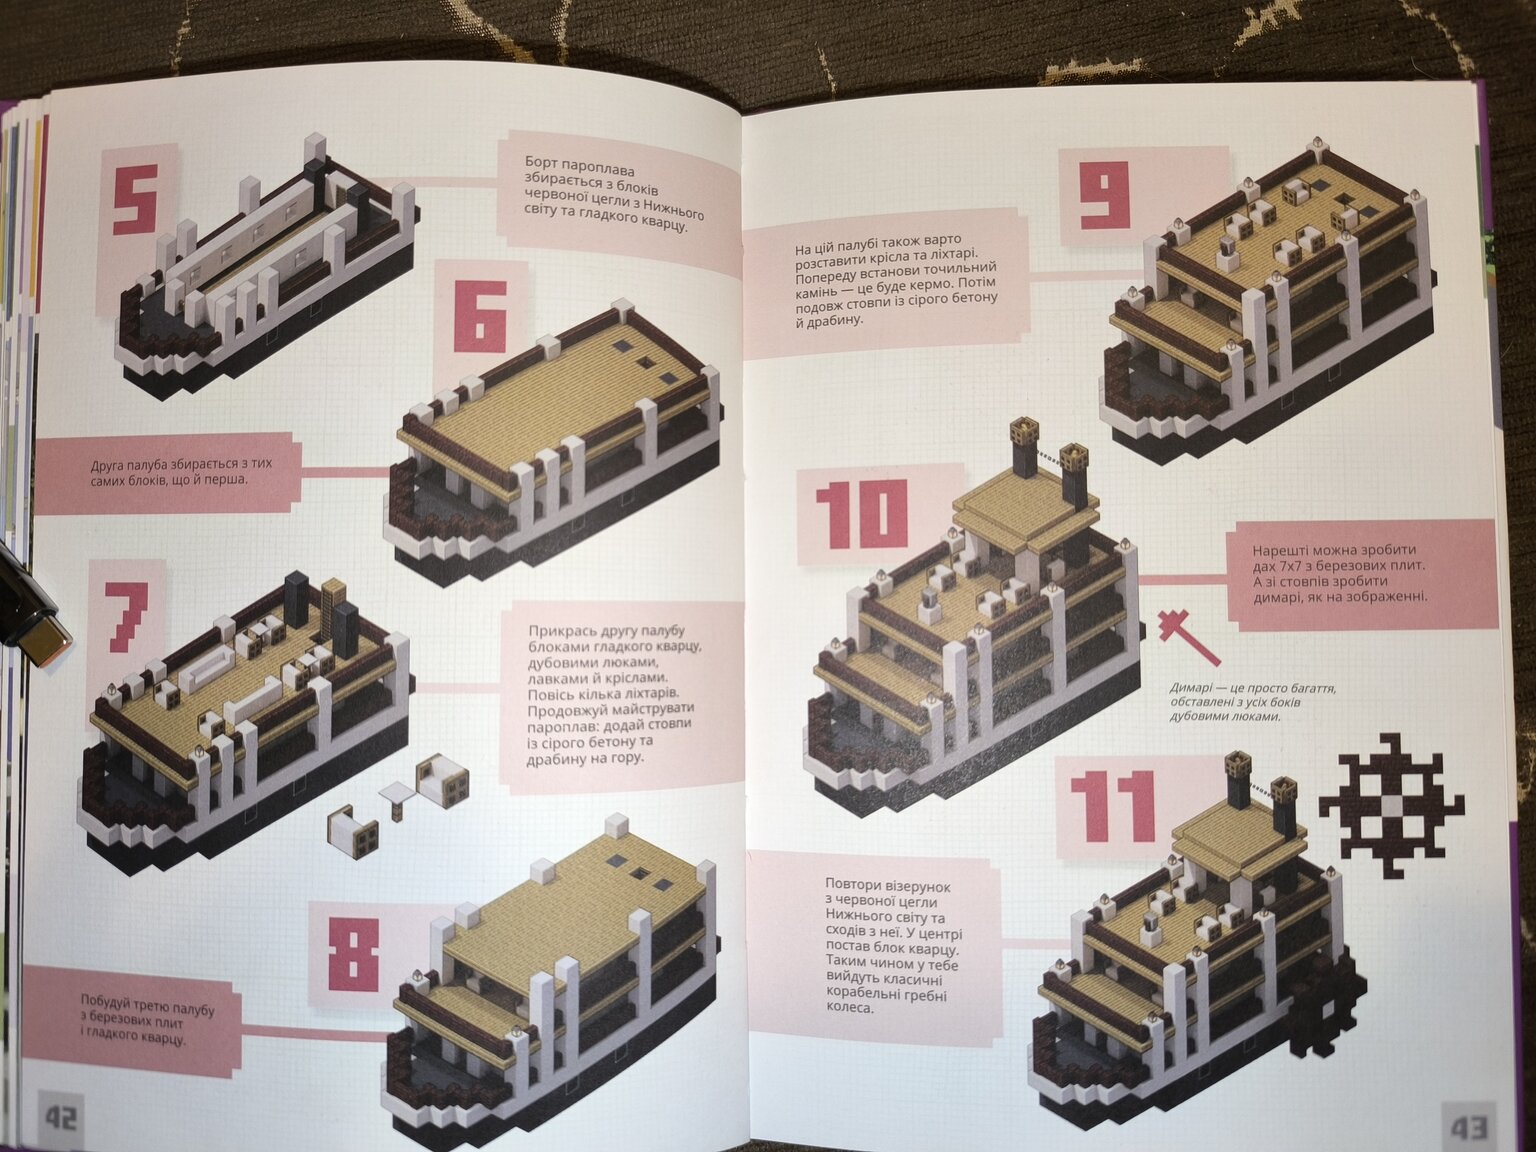 5
Борт пароплава
збирається з блоків
червоної цегли з Нижнього
світу та гладкого кварцу.
6
Друга палуба збирається з тих
самих блоків, що й перша.
7
Прикрась другу палубу
блоками гладкого кварцу,
дубовими люками,
лавками й кріслами.
Повісь кілька ліхтарів.
Продовжуй майструвати
пароплав: додай стовпи
із сірого бетону та
драбину на гору.
8
Побудуй третю палубу
з березових плит
і гладкого кварцу.
42
9
На цій палубі також варто
розставити крісла та ліхтарі.
Попереду встанови точильний
камінь — це буде кермо. Потім
подовж стовпи із сірого бетону
й драбину.
10
Нарешті можна зробити
дах 7х7 з березових плит.
А зі стовпів зробити
димарі, як на зображенні.
Димарі — це просто багаття,
обставлені з усіх боків
дубовими люками.
11
Повтори візерунок
з червоної цегли
Нижнього світу та
сходів з неї. У центрі
постав блок кварцу.
Таким чином у тебе
вийдуть класичні
корабельні гребні
колеса.
43